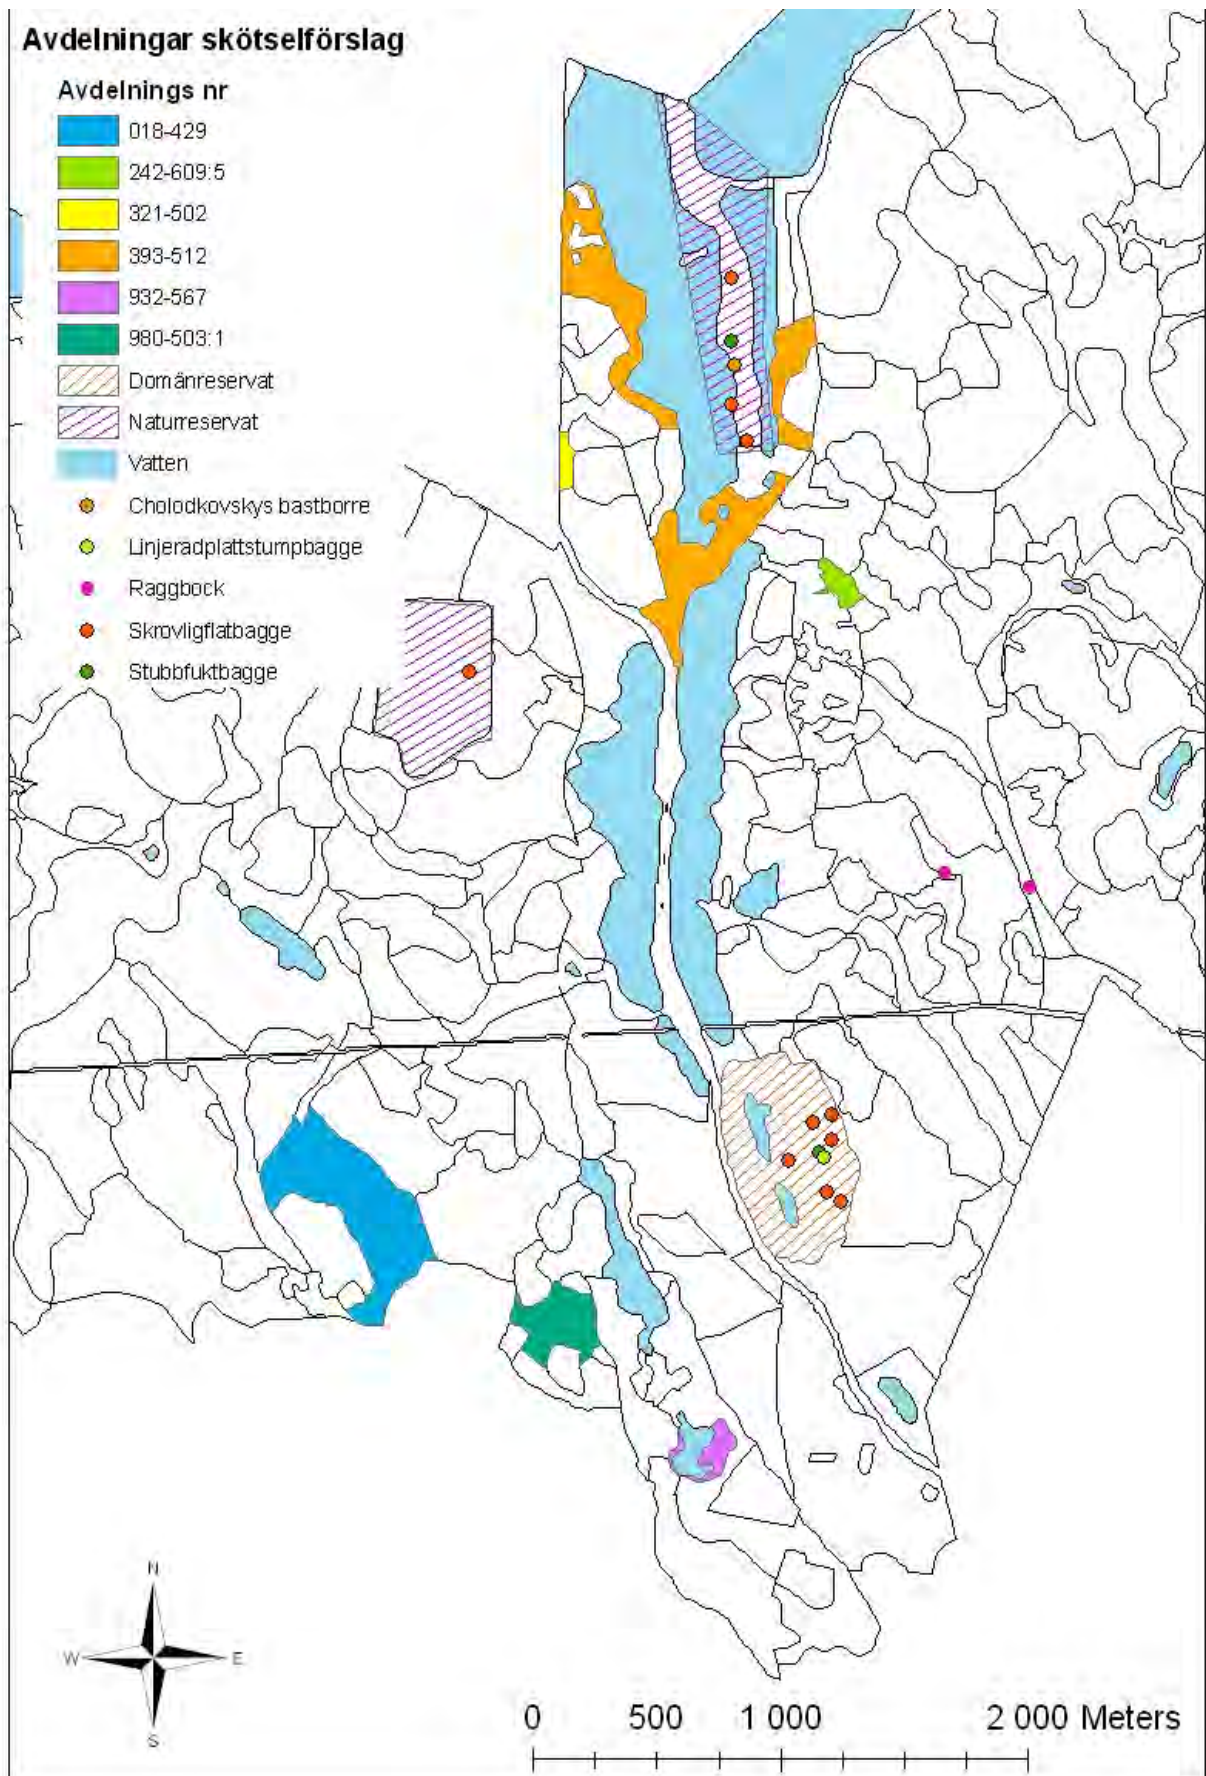 Avdelningar skötselförslag
Avdelnings nr
018-429
242-609:5
321-502
393-512
932-567
980-503:1
Domänreservat
Naturreservat
Vatten
Cholodkovskys bastborre
Linjeradplattstumpbagge
Raggbock
Skrovligflatbagge
Stubbfuktbagge
N
W E
S
0 500 1 000 2 000 Meters